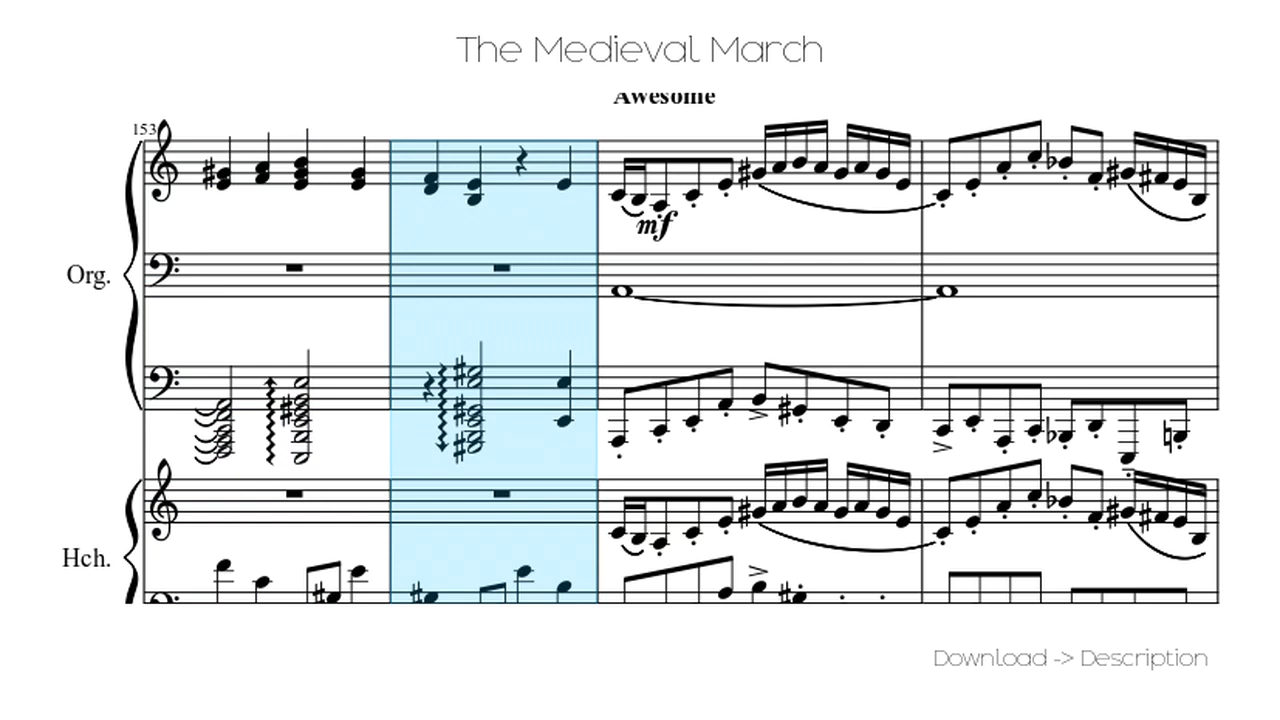 The Medieval March
Awesome
153
Org.
mf
Hch.
Download -> Description